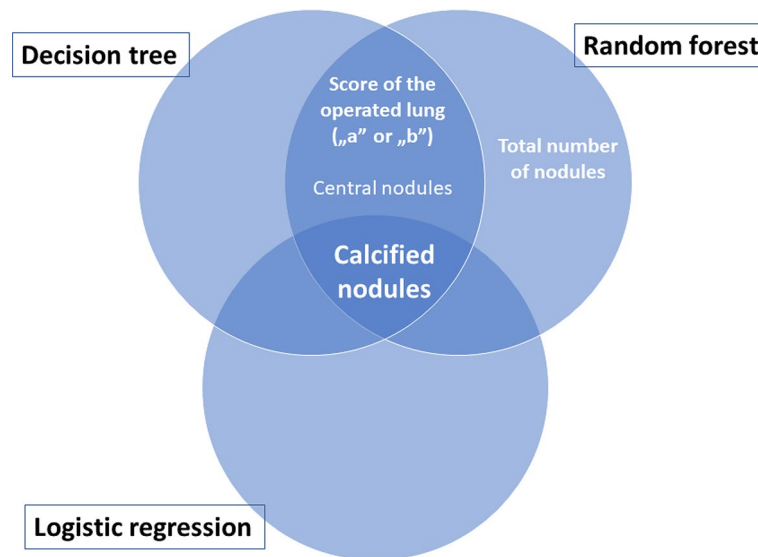 Decision tree
Random forest
Score of the
operated lung
(„a” or „b”)
Total number
of nodules
Central nodules
Calcified
nodules
Logistic regression